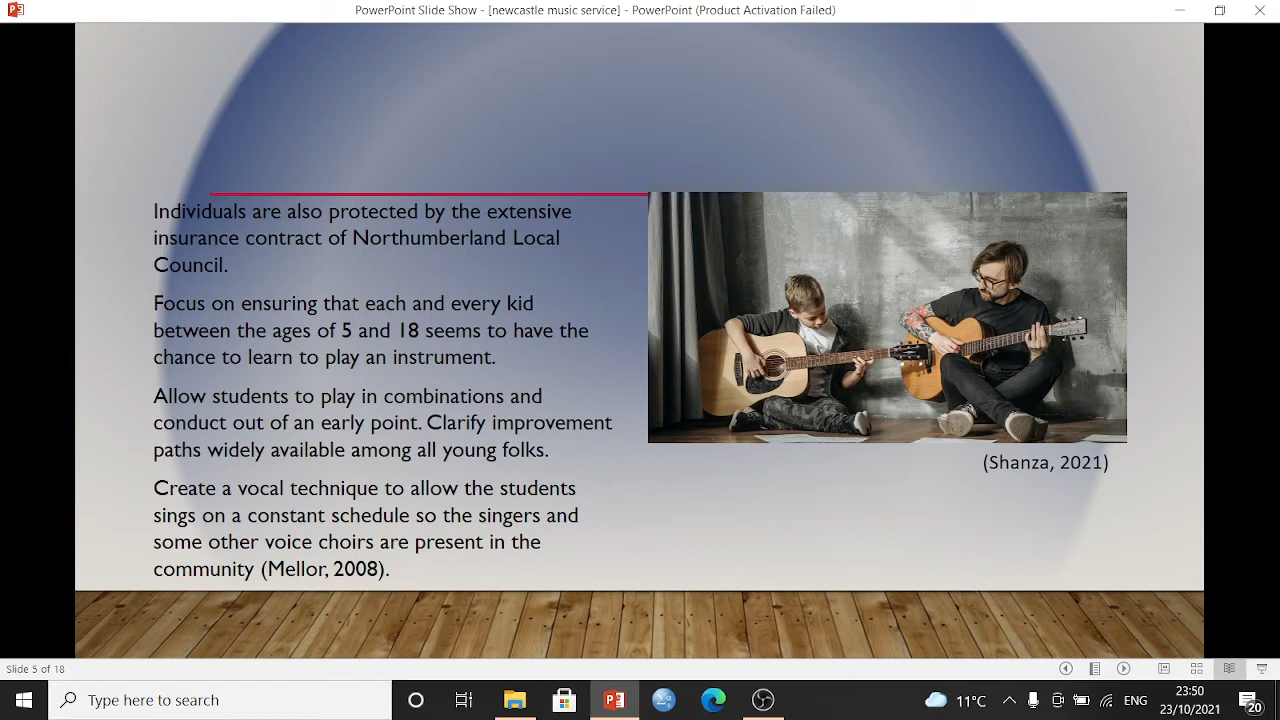 PowerPoint Slide Show - [newcastle music service] - PowerPoint (Product Activation Failed)
Individuals are also protected by the extensive
insurance contract of Northumberland Local
Council.
Focus on ensuring that each and every kid
between the ages of 5 and 18 seems to have the
chance to learn to play an instrument.
Allow students to play in combinations and
conduct out of an early point. Clarify improvement
paths widely available among all young folks.
Create a vocal technique to allow the students
sings on a constant schedule so the singers and
some other voice choirs are present in the
community (Mellor, 2008).
(Shanza, 2021)
Slide 5 of 18
Type here to search
11°C
ENG
23:50
23/10/2021
20